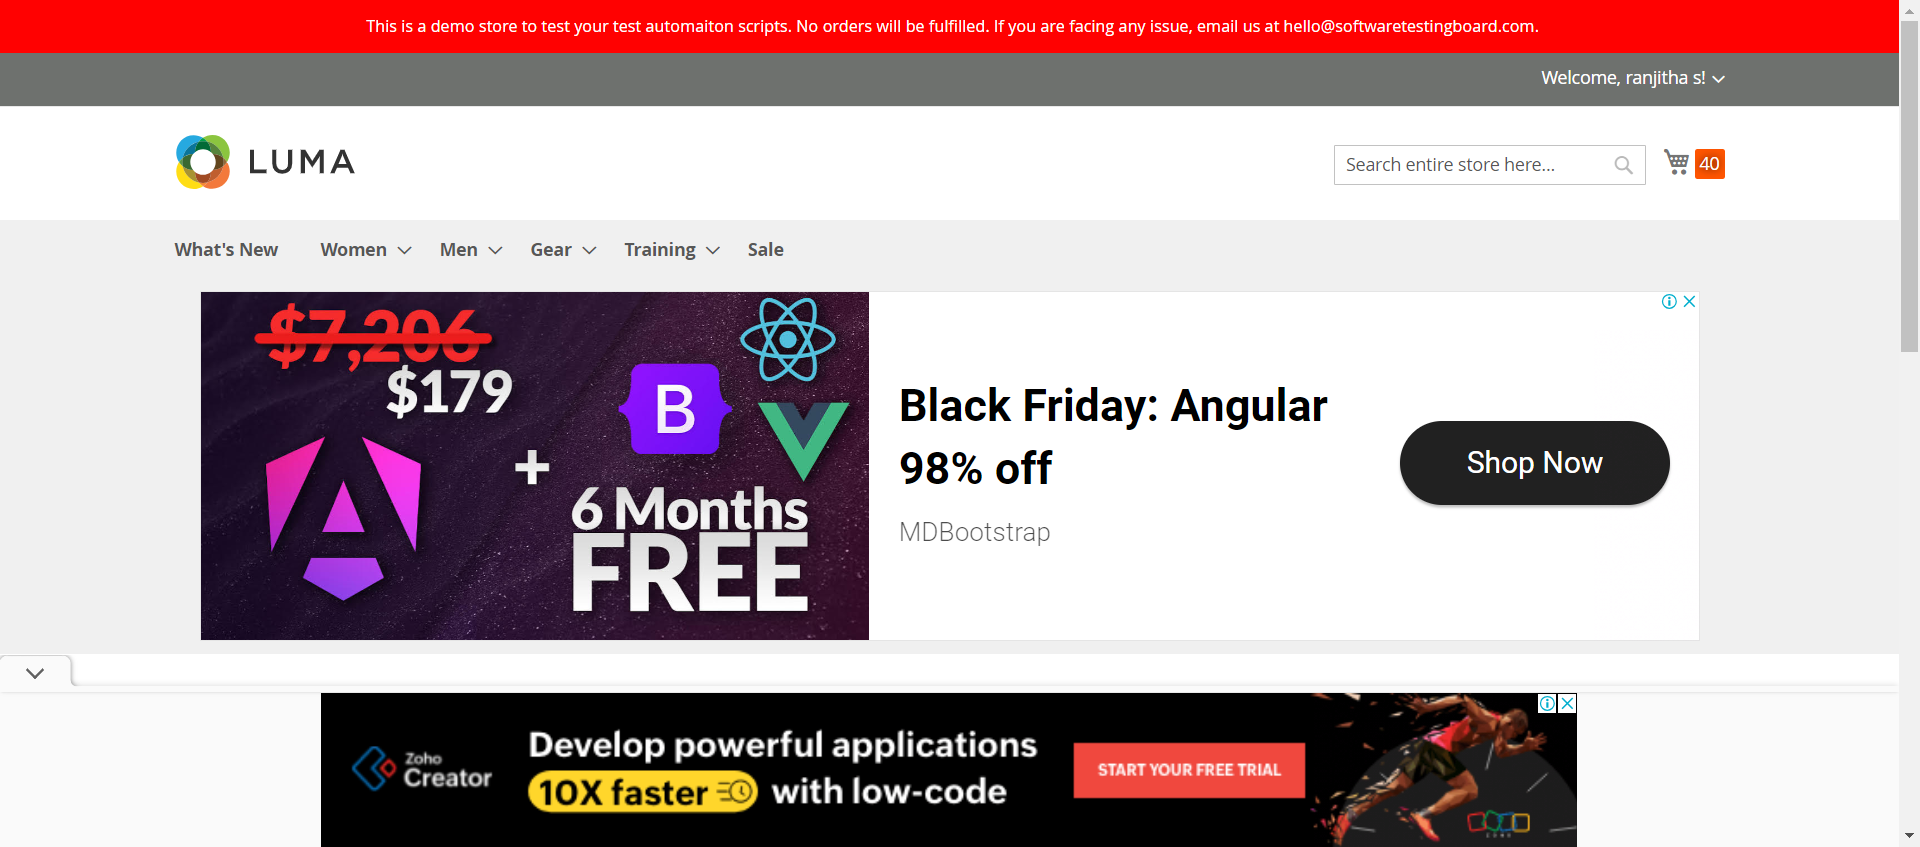 This is a demo store to test your test automaiton scripts. No orders will be fulfilled. If you are facing any issue, email us at hello@softwaretestingboard.com.
Welcome, ranjitha s!
LUMA
Search entire store here...
40
What's New Women Men Gear Training Sale
$7,206
$179
B
+
6 Months
FREE
Black Friday: Angular
98% off
MDBootstrap
Shop Now
Zoho
Creator
Develop powerful applications
10X faster with low-code
START YOUR FREE TRIAL
ZOHO